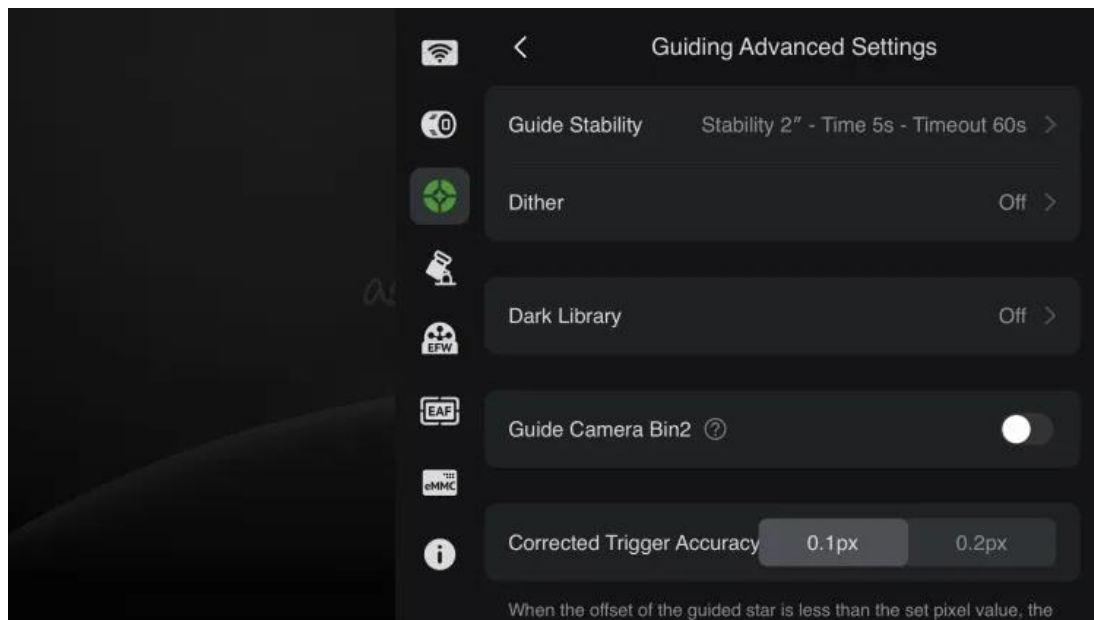 Guiding Advanced Settings
Guide Stability Stability 2″ - Time 5s - Timeout 60s
Dither Off
Dark Library Off
EFW
EAF
Guide Camera Bin2 ?
eMMC
Corrected Trigger Accuracy 0.1px 0.2px
When the offset of the guided star is less than the set pixel value, the